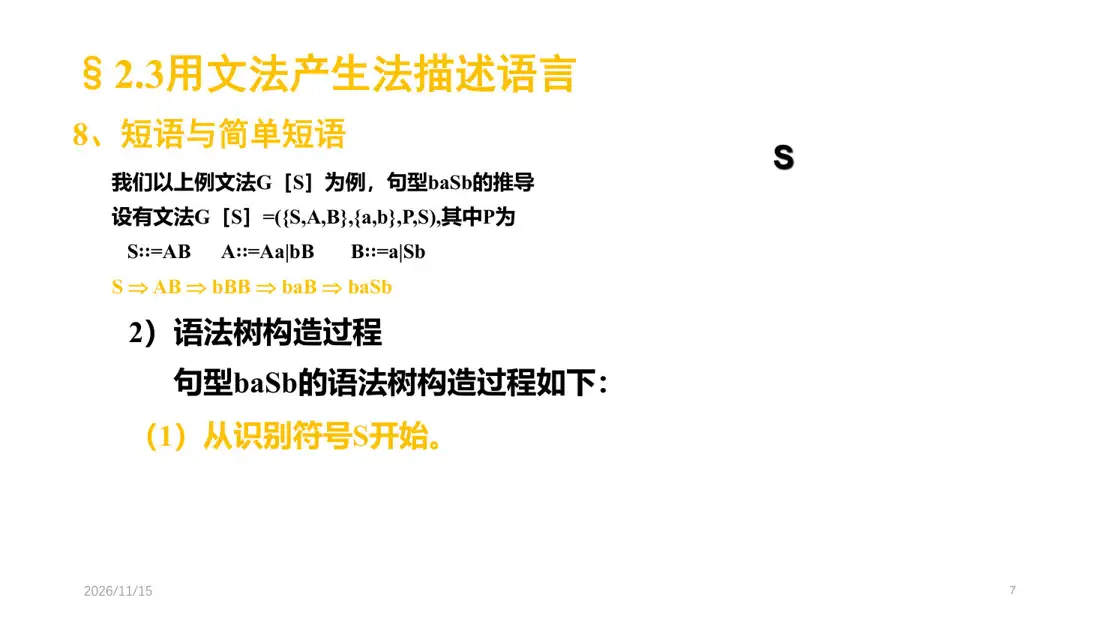 §2.3用文法产生法描述语言
8、短语与简单短语
S
我们以上例文法G［S］为例，句型baSb的推导
设有文法G［S］=({S,A,B},{a,b},P,S),其中P为
S::=AB A::=Aa|bB B::=a|Sb
S ⇒ AB ⇒ bBB ⇒ baB ⇒ baSb
2）语法树构造过程
句型baSb的语法树构造过程如下：
（1）从识别符号S开始。
2026/11/15
7